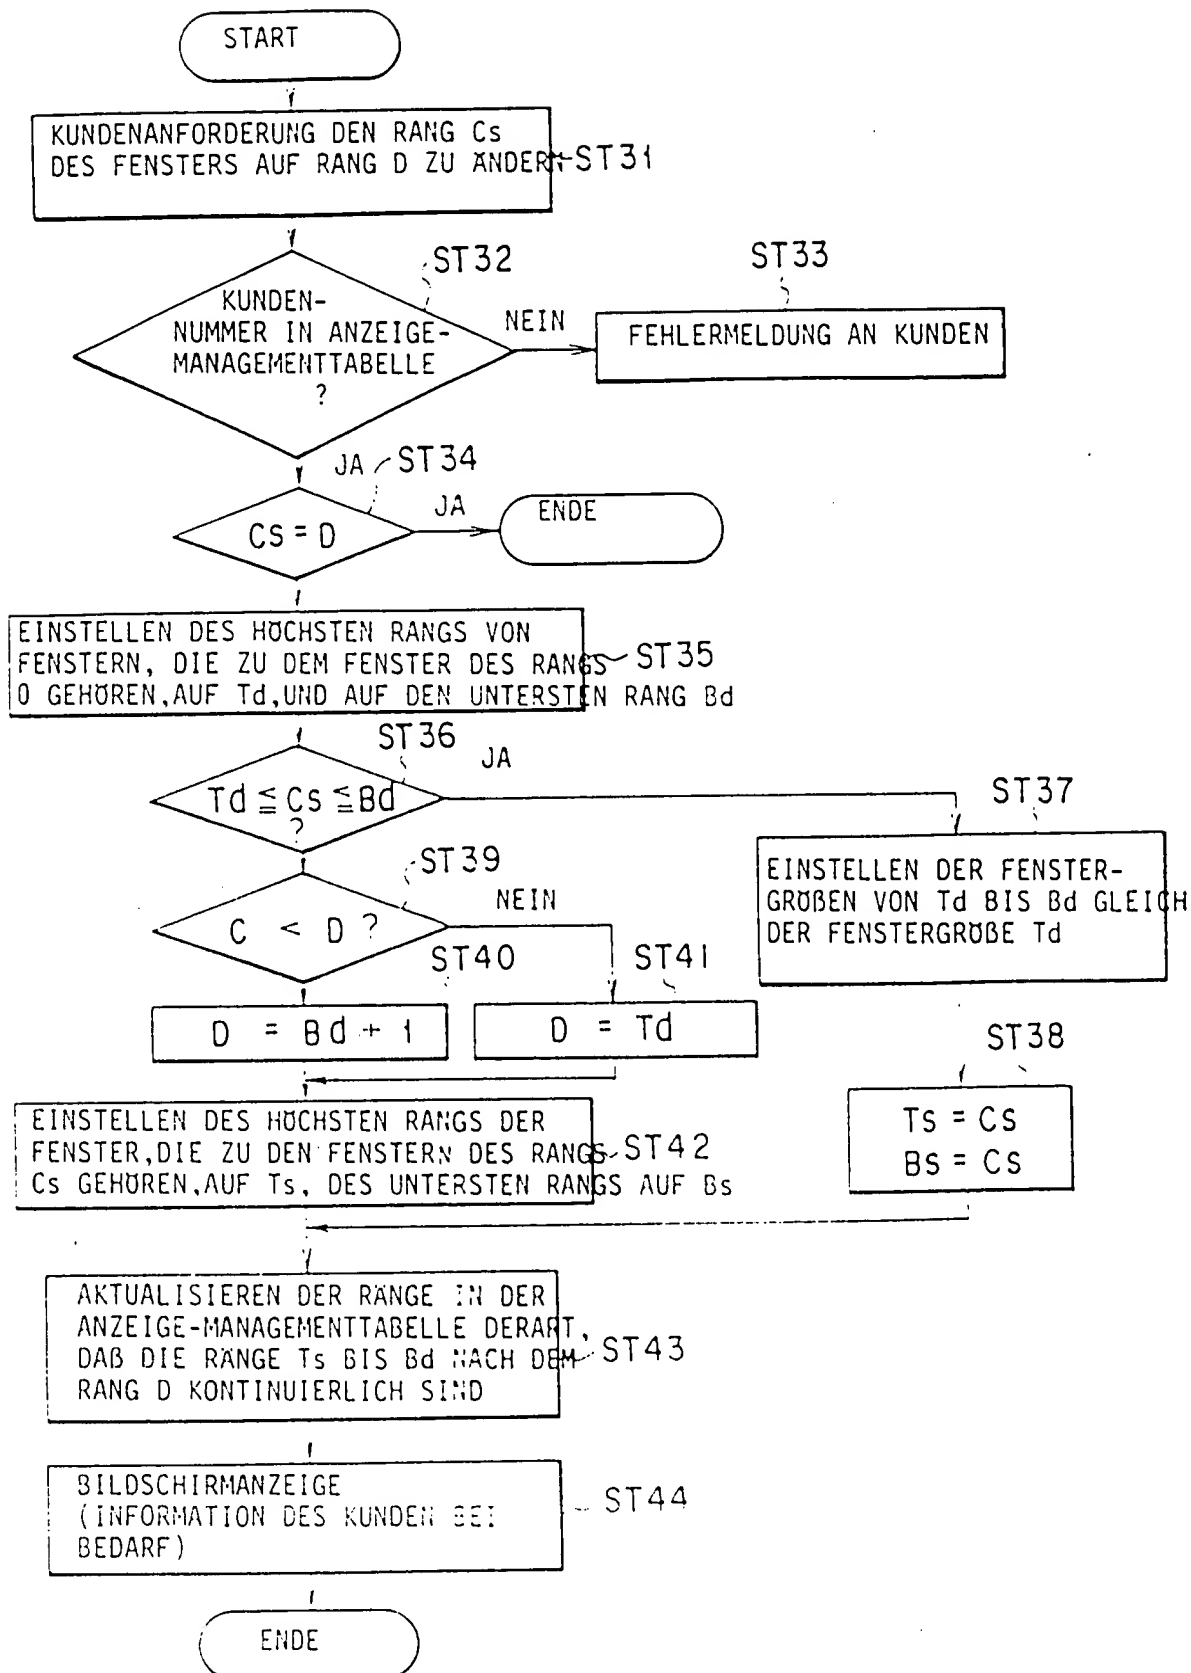 START
KUNDENANFORDERUNG DEN RANG Cs
DES FENSTERS AUF RANG D ZU ÄNDERN
ST31
ST32
KUNDEN-
NUMMER IN ANZEIGE-
MANAGEMENTTABELLE
?
NEIN
ST33
FEHLERMELDUNG AN KUNDEN
JA
ST34
Cs = D
JA
ENDE
EINSTELLEN DES HÖCHSTEN RANGS VON
FENSTERN, DIE ZU DEM FENSTER DES RANGS
D GEHÖREN, AUF Td, UND AUF DEN UNTERSTEN RANG Bd
ST35
ST36
Td ≦ Cs ≦ Bd
?
JA
ST37
EINSTELLEN DER FENSTER-
GRÖßEN VON Td BIS Bd GLEICH
DER FENSTERGRÖßE Td
ST39
C < D ?
NEIN
ST40
D = Bd + 1
ST41
D = Td
ST38
Ts = Cs
Bs = Cs
EINSTELLEN DES HÖCHSTEN RANGS DER
FENSTER, DIE ZU DEN FENSTERN DES RANGS
Cs GEHÖREN, AUF Ts, DES UNTERSTEN RANGS AUF Bs
ST42
AKTUALISIEREN DER RÄNGE IN DER
ANZEIGE-MANAGEMENTTABELLE DERART,
DAß DIE RÄNGE Ts BIS Bd NACH DEM
RANG D KONTINUIERLICH SIND
ST43
BILDSCHIRMANZEIGE
(INFORMATION DES KUNDEN BEI
BEDARF)
ST44
ENDE